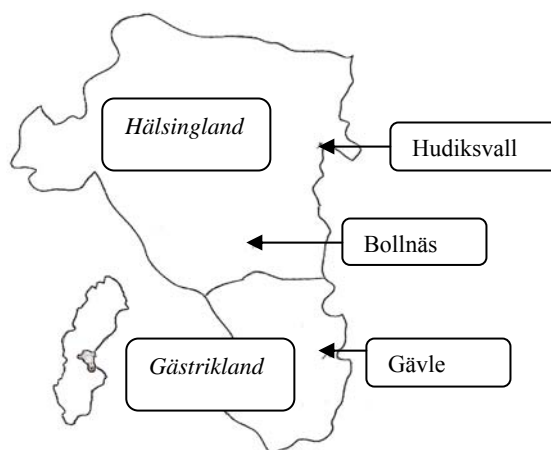 Hälsingland
Hudiksvall
Bollnäs
Gästrikland
Gävle